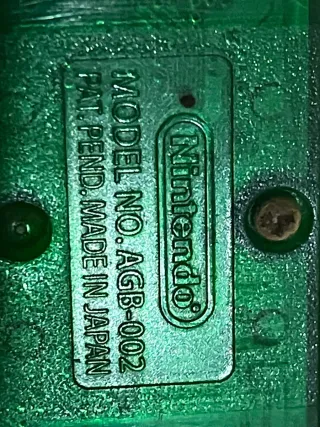 Nintendo®
MODEL NO. AGB-002
PAT. PEND. MADE IN JAPAN